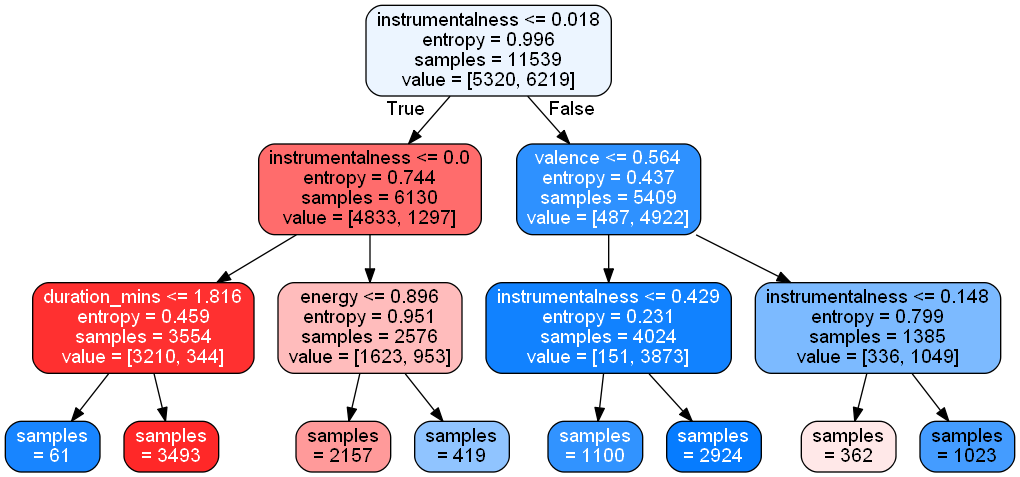 instrumentalness <= 0.018
entropy = 0.996
samples = 11539
value = [5320, 6219]
True
False
instrumentalness <= 0.0
entropy = 0.744
samples = 6130
value = [4833, 1297]
valence <= 0.564
entropy = 0.437
samples = 5409
value = [487, 4922]
duration_mins <= 1.816
entropy = 0.459
samples = 3554
value = [3210, 344]
energy <= 0.896
entropy = 0.951
samples = 2576
value = [1623, 953]
instrumentalness <= 0.429
entropy = 0.231
samples = 4024
value = [151, 3873]
instrumentalness <= 0.148
entropy = 0.799
samples = 1385
value = [336, 1049]
samples
= 61
samples
= 3493
samples
= 2157
samples
= 419
samples
= 1100
samples
= 2924
samples
= 362
samples
= 1023